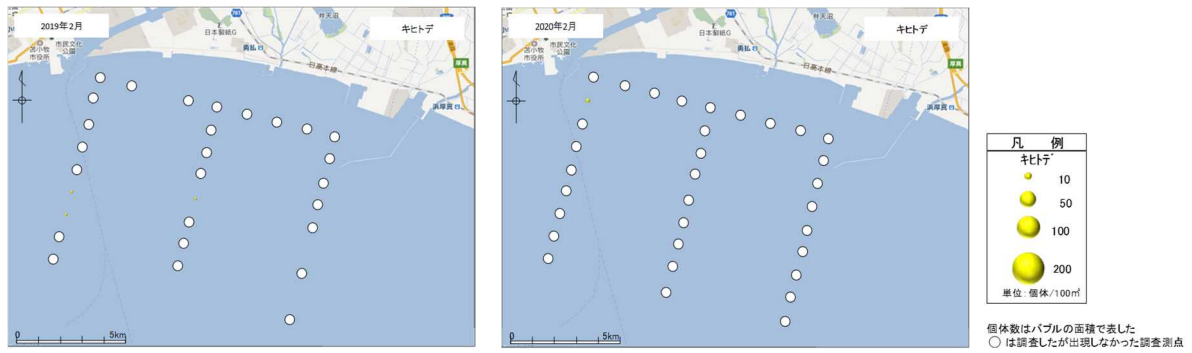 2019年2月
キヒトデ
苫小牧
市役所
市民文化
公園
日本製紙G
弁天沼
勇払
日高本線
厚真
浜厚真
0
5km
2020年2月
キヒトデ
市民文化
公園
苫小牧
市役所
日本製紙G
弁天沼
勇払
日高本線
厚真
浜厚真
0
5km
凡 例
キヒトデ
10
50
100
200
単位:個体/100㎡
個体数はバブルの面積で表した
○は調査したが出現しなかった調査測点